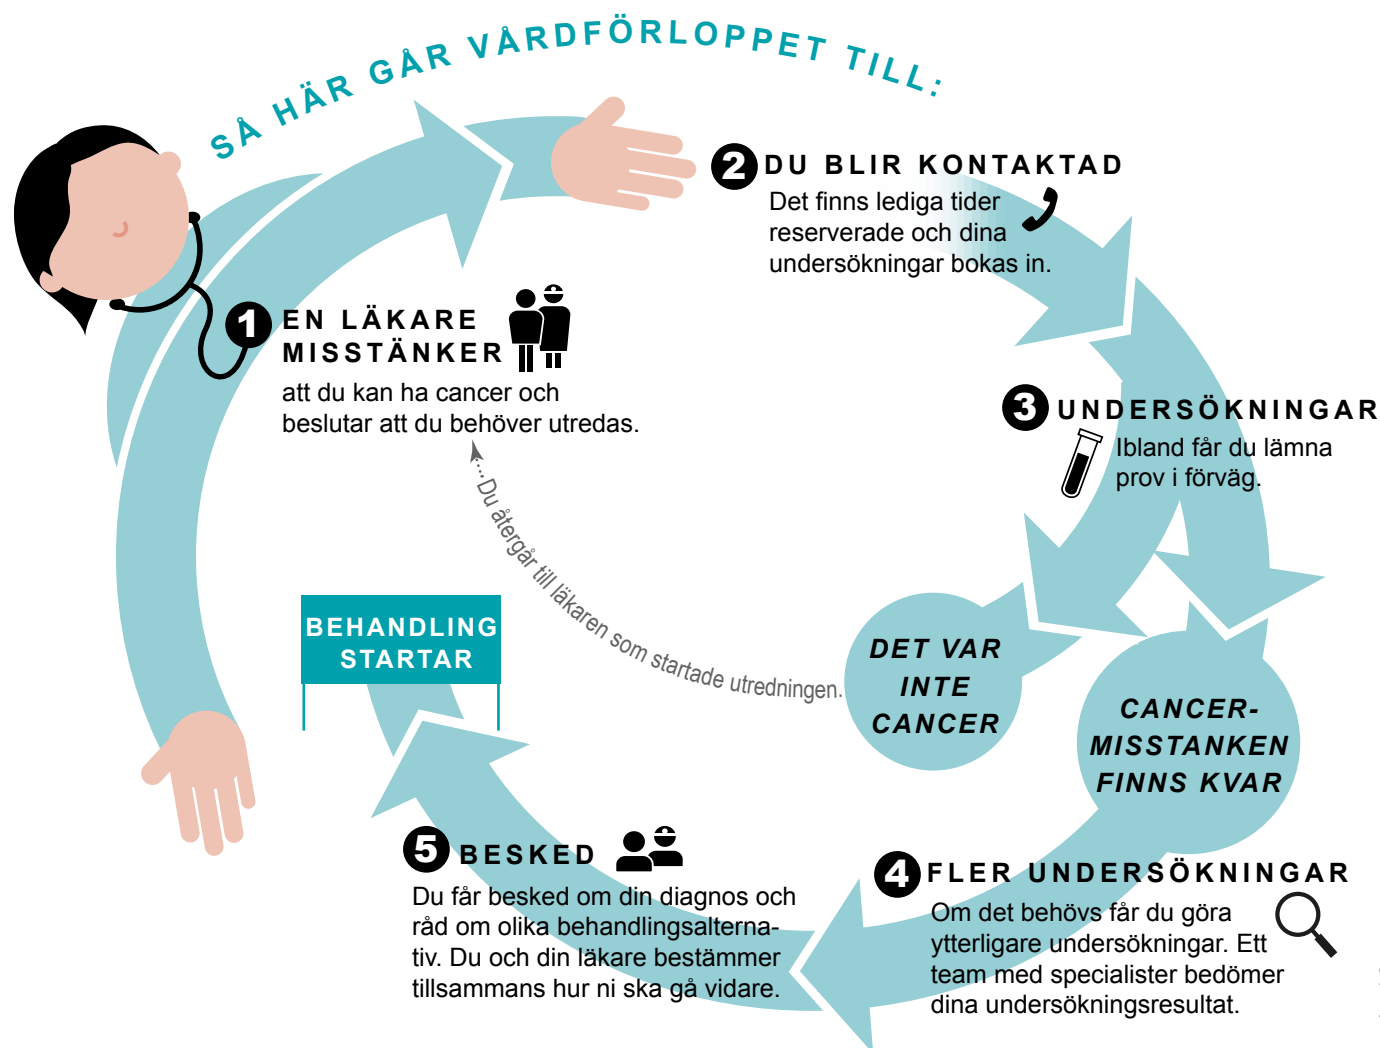 SÅ HÄR GÅR VÅRDFÖRLOPPET TILL:
1 EN LÄKARE
MISSTÄNKER
att du kan ha cancer och
beslutar att du behöver utredas.
2 DU BLIR KONTAKTAD
Det finns lediga tider
reserverade och dina
undersökningar bokas in.
3 UNDERSÖKNINGAR
Ibland får du lämna
prov i förväg.
DET VAR
INTE
CANCER
Du återgår till läkaren som startade utredningen.
CANCER-
MISSTANKEN
FINNS KVAR
4 FLER UNDERSÖKNINGAR
Om det behövs får du göra
ytterligare undersökningar. Ett
team med specialister bedömer
dina undersökningsresultat.
5 BESKED
Du får besked om din diagnos och
råd om olika behandlingsalterna-
tiv. Du och din läkare bestämmer
tillsammans hur ni ska gå vidare.
BEHANDLING
STARTAR